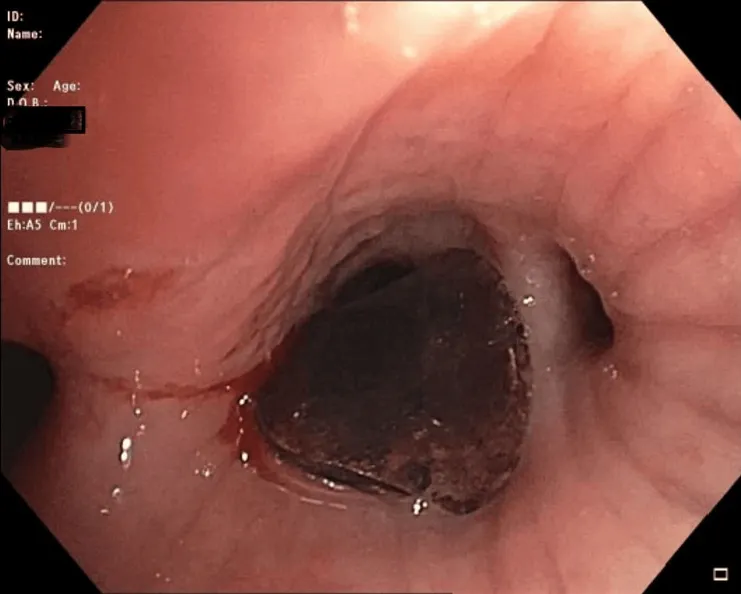 ID:
Name:
Sex: Age:
D.O.B.:
■■■/---(0/1)
Eh:A5 Cm:1
Comment: